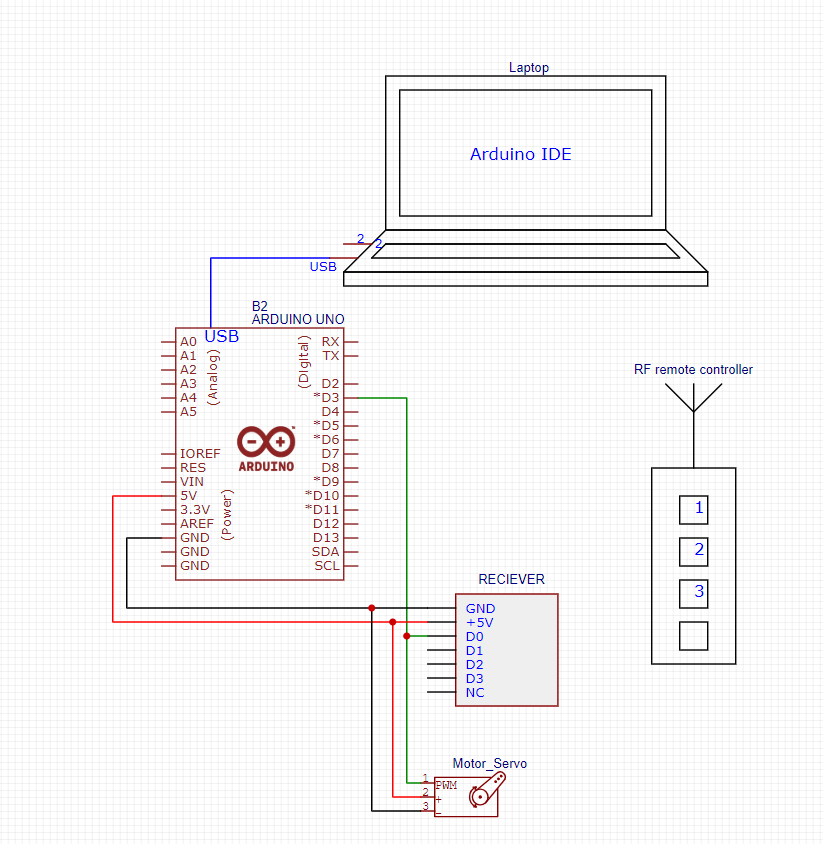 Laptop
Arduino IDE
2
2
USB
B2
ARDUINO UNO
USB
A0
A1
A2
A3
A4
A5
(Analog)
IOREF
RES
VIN
5V
3.3V
AREF
GND
GND
GND
(Power)
ARDUINO
(Digital)
RX
TX
D2
*D3
D4
*D5
*D6
D7
D8
*D9
*D10
*D11
D12
D13
SDA
SCL
RF remote controller
1
2
3
RECIEVER
GND
+5V
D0
D1
D2
D3
NC
Motor_Servo
1
2
3
PWM
+
−